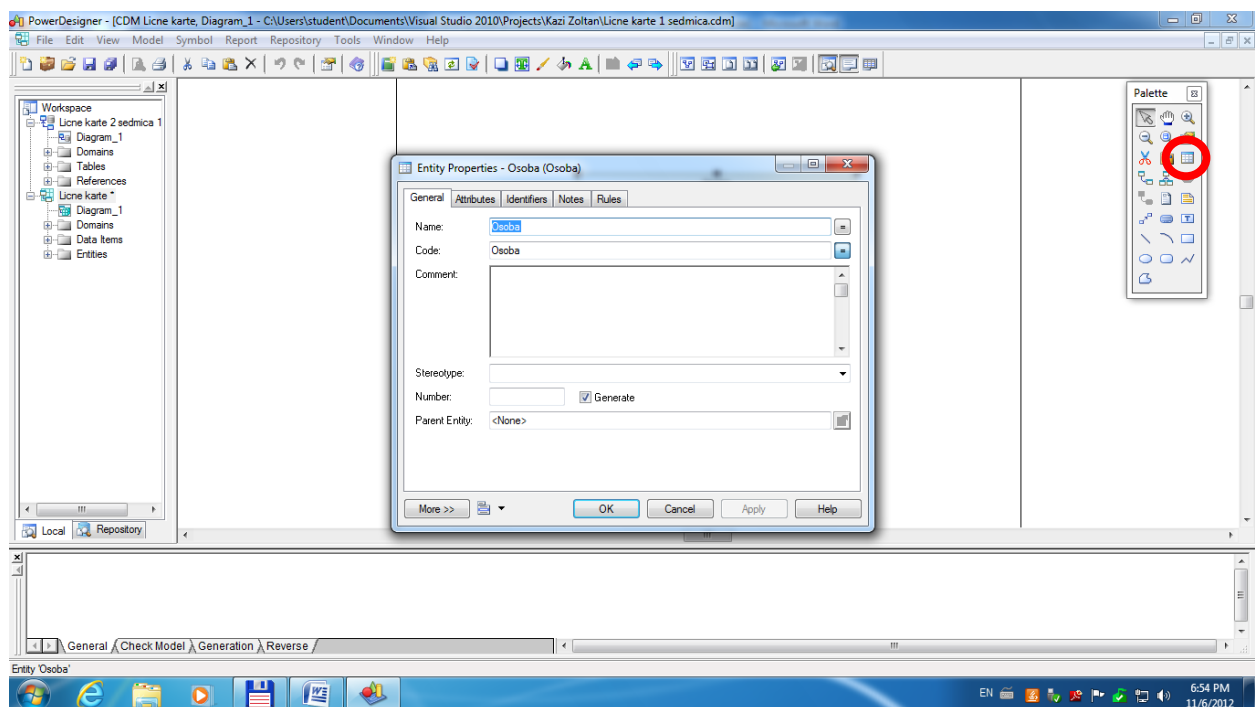 PowerDesigner - [CDM Licne karte, Diagram_1 - C:\Users\student\Documents\Visual Studio 2010\Projects\Kazi Zoltan\Licne karte 1 sedmica.cdm]
File Edit View Model Symbol Report Repository Tools Window Help
Workspace
Licne karte 2 sedmica 1
Diagram_1
Domains
Tables
References
Licne karte *
Diagram_1
Domains
Data Items
Entities
Local Repository
Palette
Entity Properties - Osoba (Osoba)
General Attributes Identifiers Notes Rules
Name: Osoba =
Code: Osoba =
Comment:
Stereotype:
Number: Generate
Parent Entity: <None>
More >> OK Cancel Apply Help
General Check Model Generation Reverse
Entity 'Osoba'
EN 6:54 PM
11/6/2012